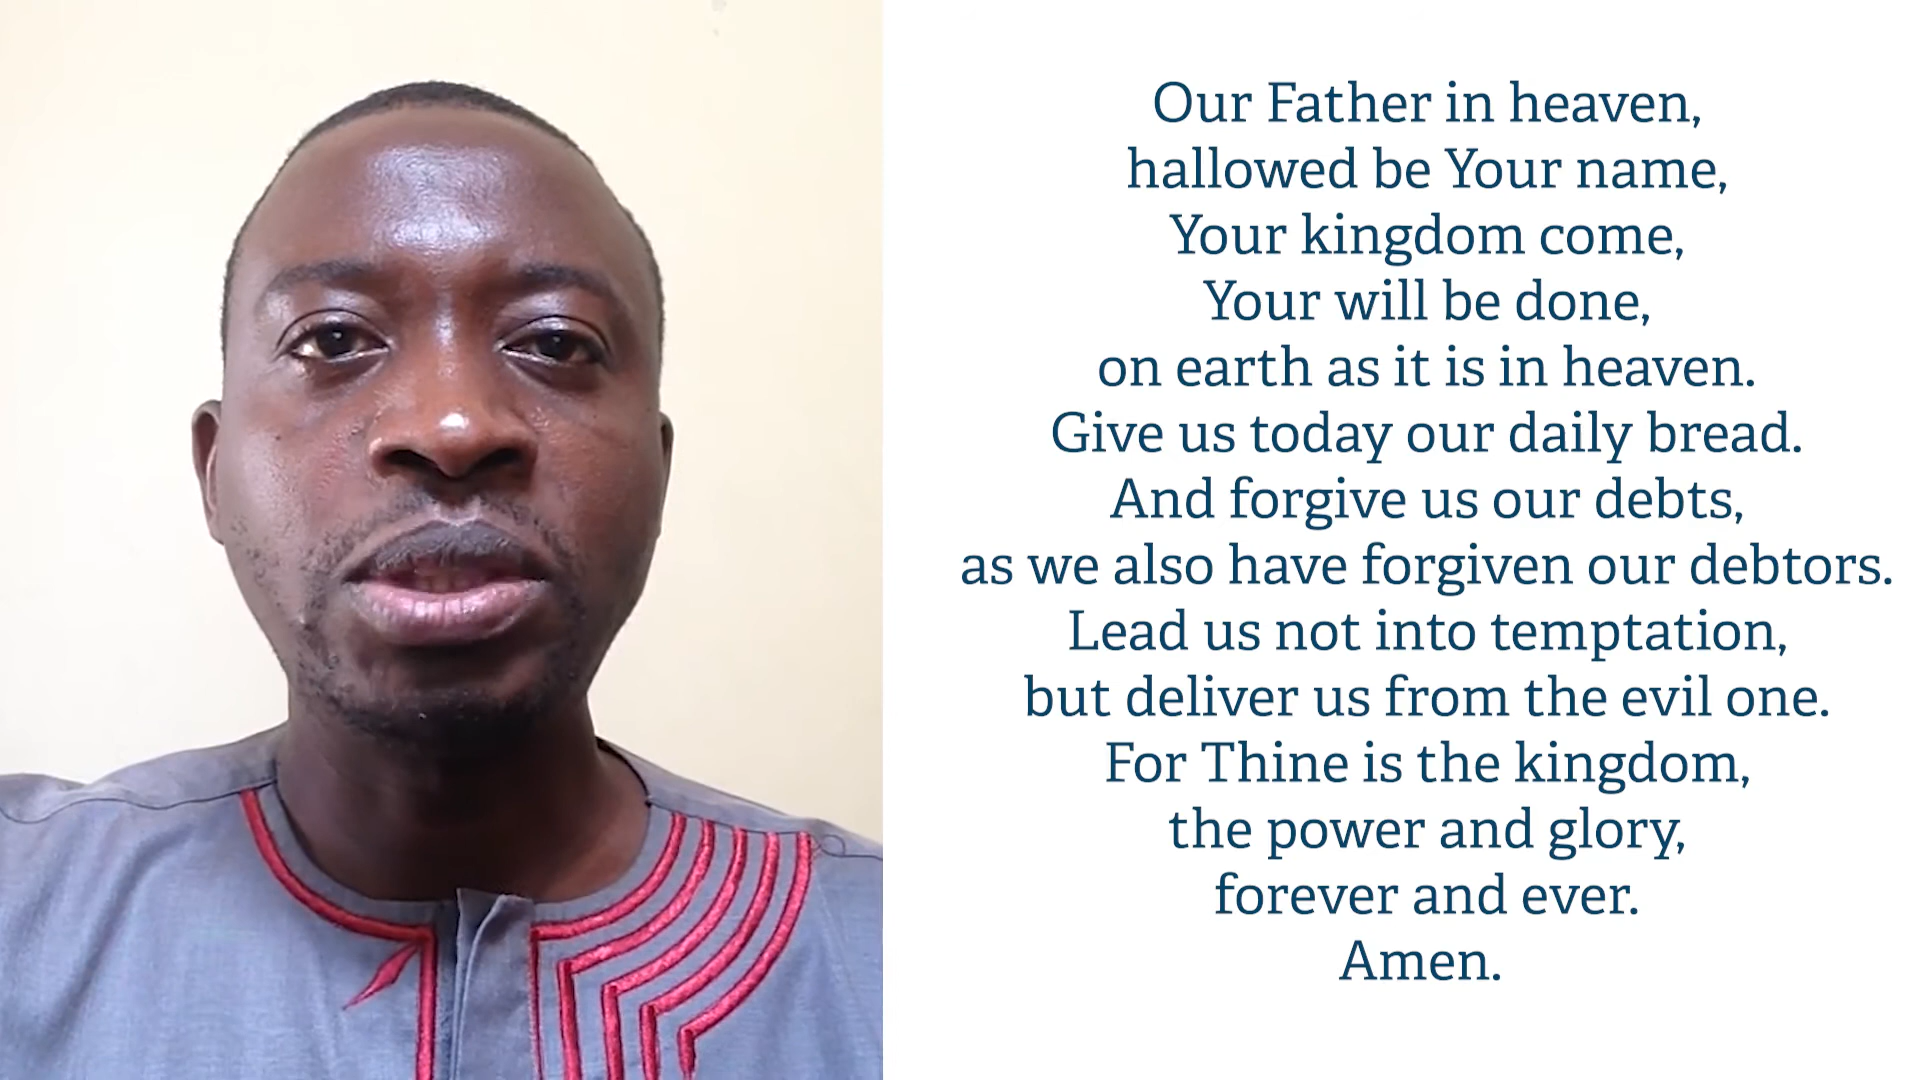 Our Father in heaven,
hallowed be Your name,
Your kingdom come,
Your will be done,
on earth as it is in heaven.
Give us today our daily bread.
And forgive us our debts,
as we also have forgiven our debtors.
Lead us not into temptation,
but deliver us from the evil one.
For Thine is the kingdom,
the power and glory,
forever and ever.
Amen.